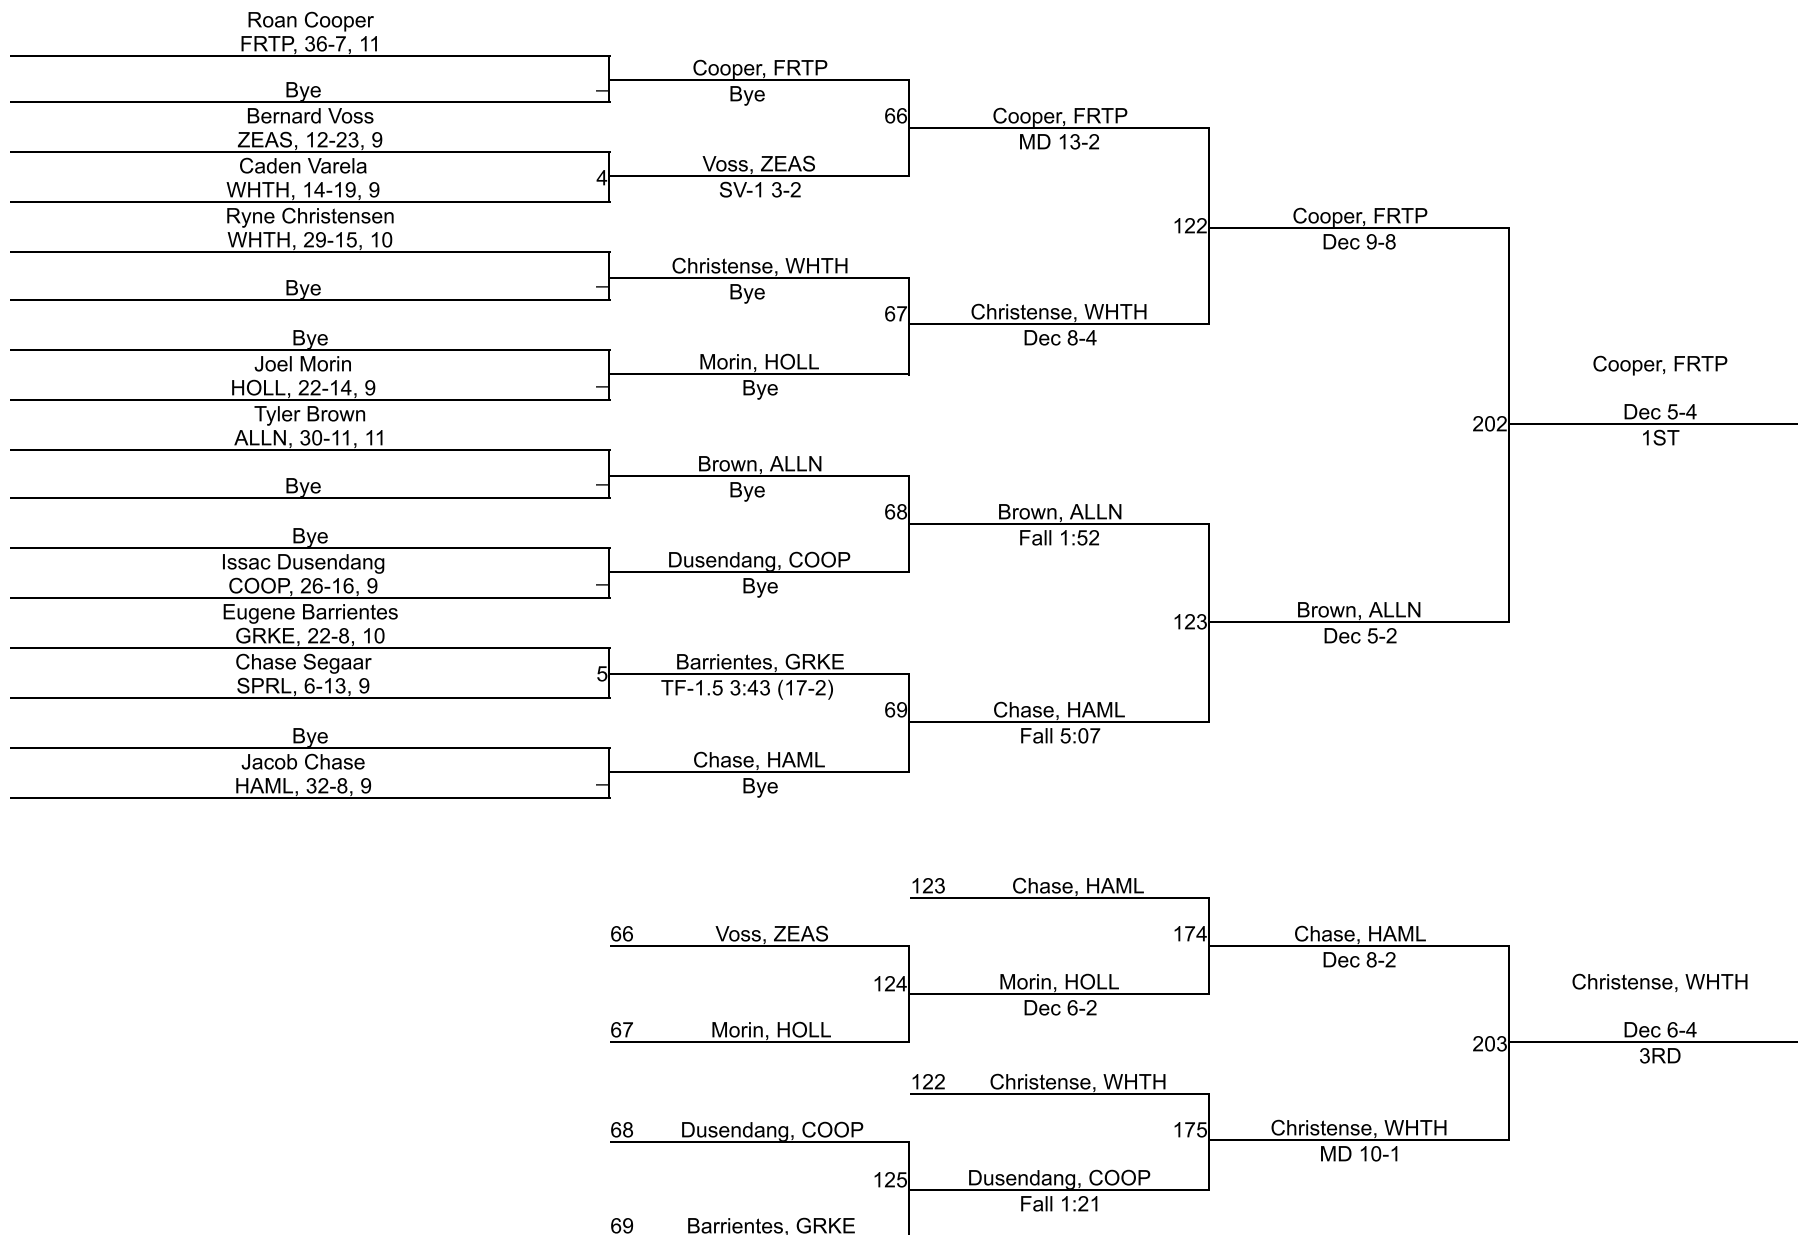 Roan Cooper
FRTP, 36-7, 11
Bye
Bernard Voss
ZEAS, 12-23, 9
Caden Varela
WHTH, 14-19, 9
4
Ryne Christensen
WHTH, 29-15, 10
Bye
Bye
Joel Morin
HOLL, 22-14, 9
Tyler Brown
ALLN, 30-11, 11
Bye
Bye
Issac Dusendang
COOP, 26-16, 9
Eugene Barrientes
GRKE, 22-8, 10
Chase Segaar
SPRL, 6-13, 9
5
Bye
Jacob Chase
HAML, 32-8, 9
Cooper, FRTP
Bye
66
Voss, ZEAS
SV-1 3-2
Christense, WHTH
Bye
67
Morin, HOLL
Bye
Brown, ALLN
Bye
68
Dusendang, COOP
Bye
Barrientes, GRKE
TF-1.5 3:43 (17-2)
69
Chase, HAML
Bye
Cooper, FRTP
MD 13-2
122
Christense, WHTH
Dec 8-4
Brown, ALLN
Fall 1:52
123
Chase, HAML
Fall 5:07
Cooper, FRTP
Dec 9-8
202
Brown, ALLN
Dec 5-2
Cooper, FRTP
Dec 5-4
1ST
66 Voss, ZEAS
124
67 Morin, HOLL
68 Dusendang, COOP
125
69 Barrientes, GRKE
123 Chase, HAML
174
Morin, HOLL
Dec 6-2
122 Christense, WHTH
175
Dusendang, COOP
Fall 1:21
Chase, HAML
Dec 8-2
203
Christense, WHTH
MD 10-1
Christense, WHTH
Dec 6-4
3RD